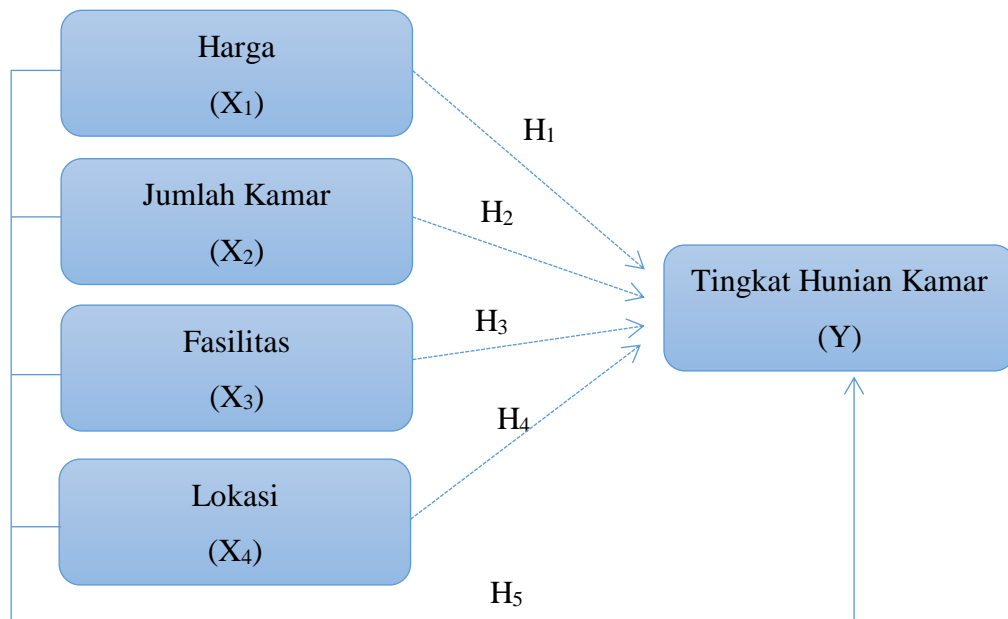 Harga
(X₁)
H₁
Jumlah Kamar
(X₂)
H₂
Tingkat Hunian Kamar
(Y)
Fasilitas
(X₃)
H₃
Lokasi
(X₄)
H₄
H₅